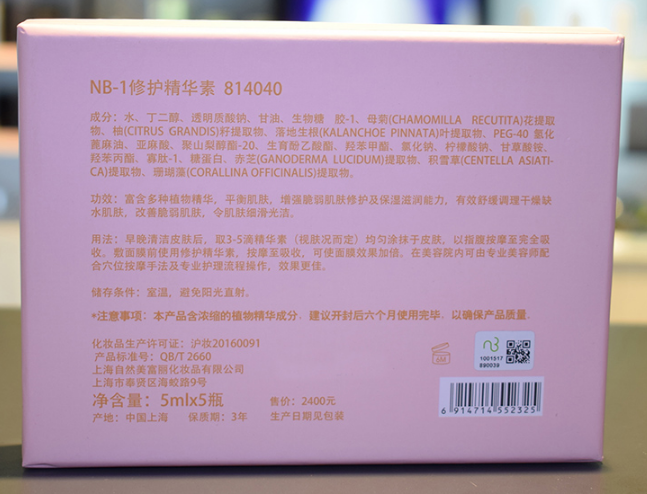 NB-1修护精华素 814040
成分：水、丁二醇、透明质酸钠、甘油、生物糖 胶-1、母菊(CHAMOMILLA RECUTITA)花提取
物、柚(CITRUS GRANDIS)籽提取物、落地生根(KALANCHOE PINNATA)叶提取物、PEG-40 氢化
蓖麻油、亚麻酸、聚山梨醇酯-20、生育酚乙酸酯、羟苯甲酯、氯化钠、柠檬酸钠、甘草酸铵、
羟苯丙酯、寡肽-1、糖蛋白、赤芝(GANODERMA LUCIDUM)提取物、积雪草(CENTELLA ASIATI-
CA)提取物、珊瑚藻(CORALLINA OFFICINALIS)提取物。
功效：富含多种植物精华，平衡肌肤，增强脆弱肌肤修护及保湿滋润能力，有效舒缓调理干燥缺
水肌肤，改善脆弱肌肤，令肌肤细滑光洁。
用法：早晚清洁皮肤后，取3-5滴精华素（视肤况而定）均匀涂抹于皮肤，以指腹按摩至完全吸
收。敷面膜前使用修护精华素，按摩至吸收，可使面膜效果加倍。在美容院内可由专业美容师配
合穴位按摩手法及专业护理流程操作，效果更佳。
储存条件：室温，避免阳光直射。
*注意事项：本产品含浓缩的植物精华成分，建议开封后六个月使用完毕，以确保产品质量。
化妆品生产许可证：沪妆20160091
产品标准号：QB/T 2660
上海自然美富丽化妆品有限公司
上海市奉贤区海蛟路9号
净含量：5mlx5瓶 售价：2400元
产地：中国上海 保质期：3年 生产日期见包装
6M
1001517
890039
6 914714 552325